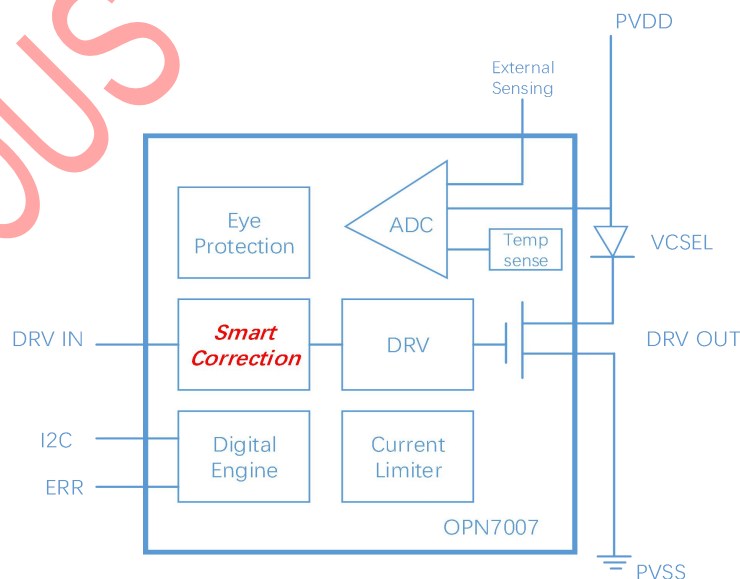 PVDD
External
Sensing
Eye
Protection
ADC
Temp
sense
VCSEL
DRV IN
Smart
Correction
DRV
DRV OUT
I2C
ERR
Digital
Engine
Current
Limiter
OPN7007
PVSS
OUS